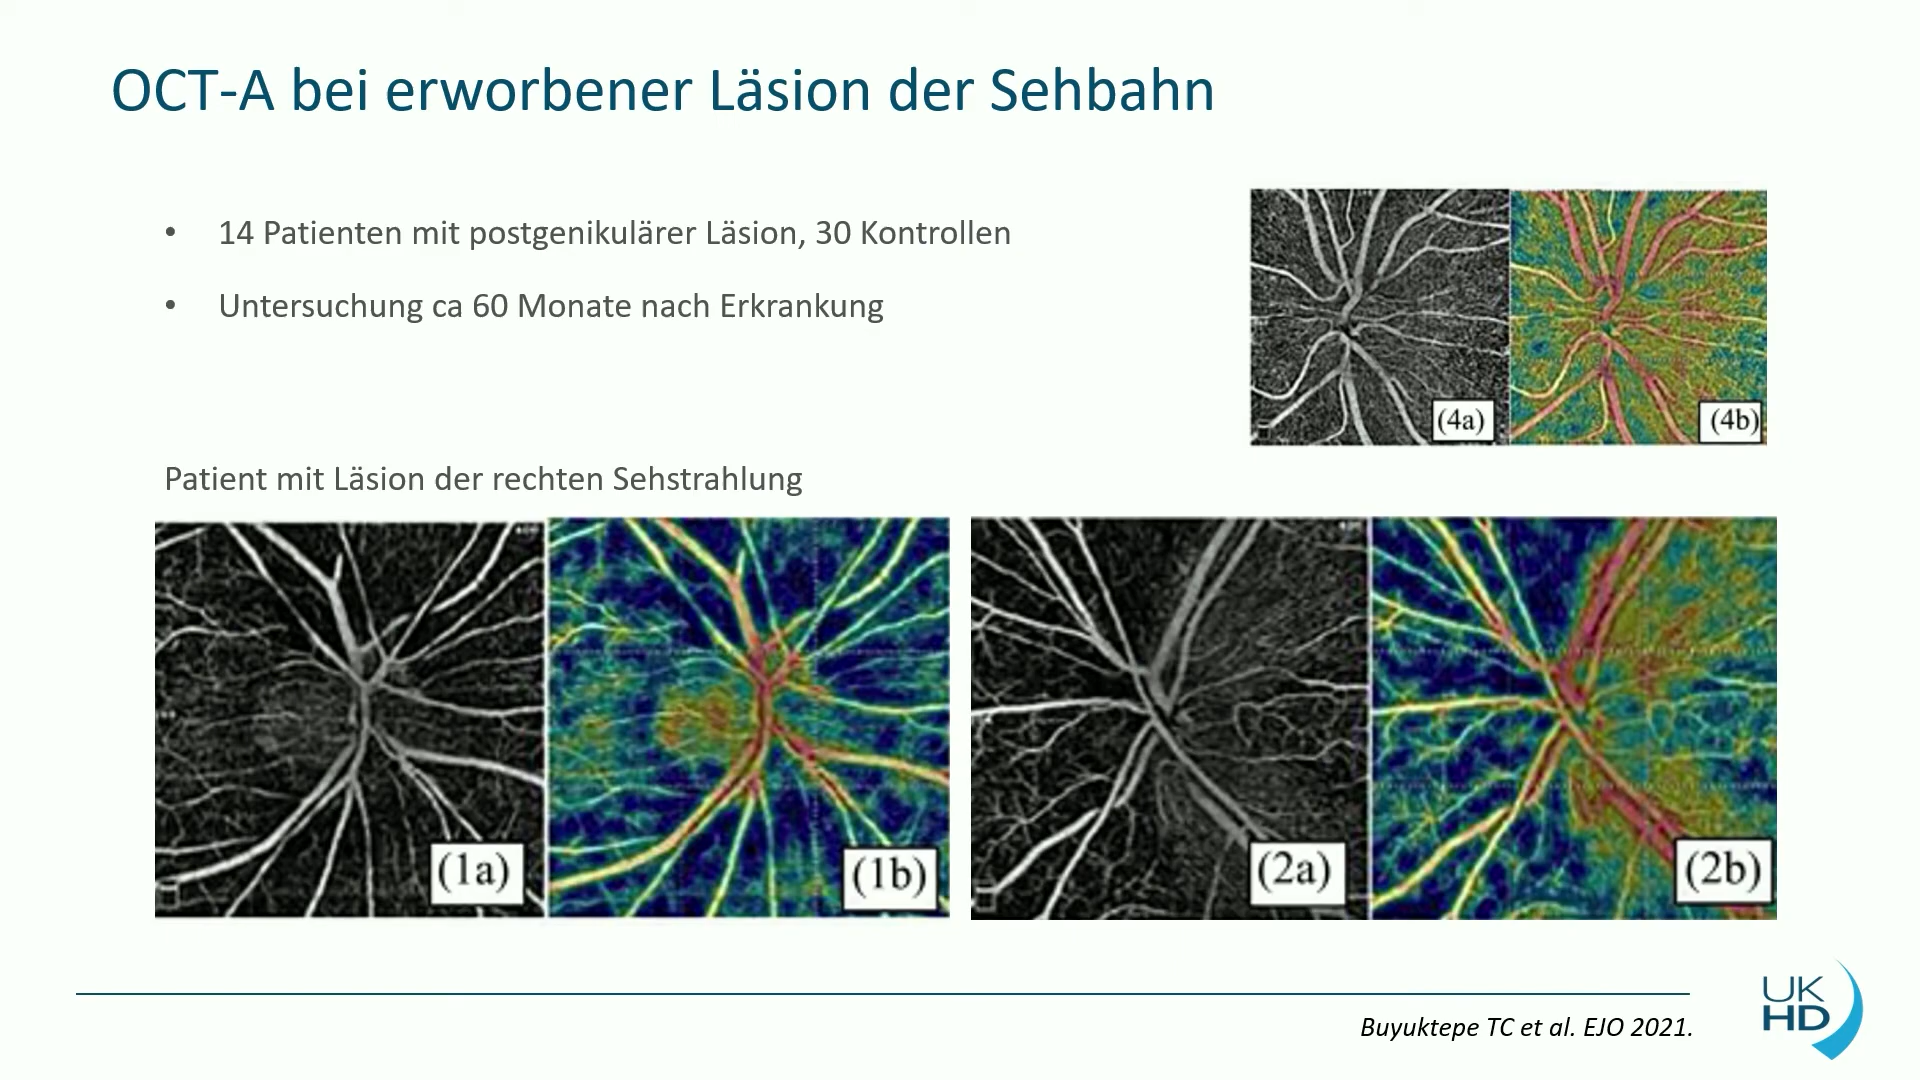 OCT-A bei erworbener Läsion der Sehbahn
• 14 Patienten mit postgenikulärer Läsion, 30 Kontrollen
• Untersuchung ca 60 Monate nach Erkrankung
(4a)
(4b)
Patient mit Läsion der rechten Sehstrahlung
(1a)
(1b)
(2a)
(2b)
Buyuktepe TC et al. EJO 2021.
UK
HD